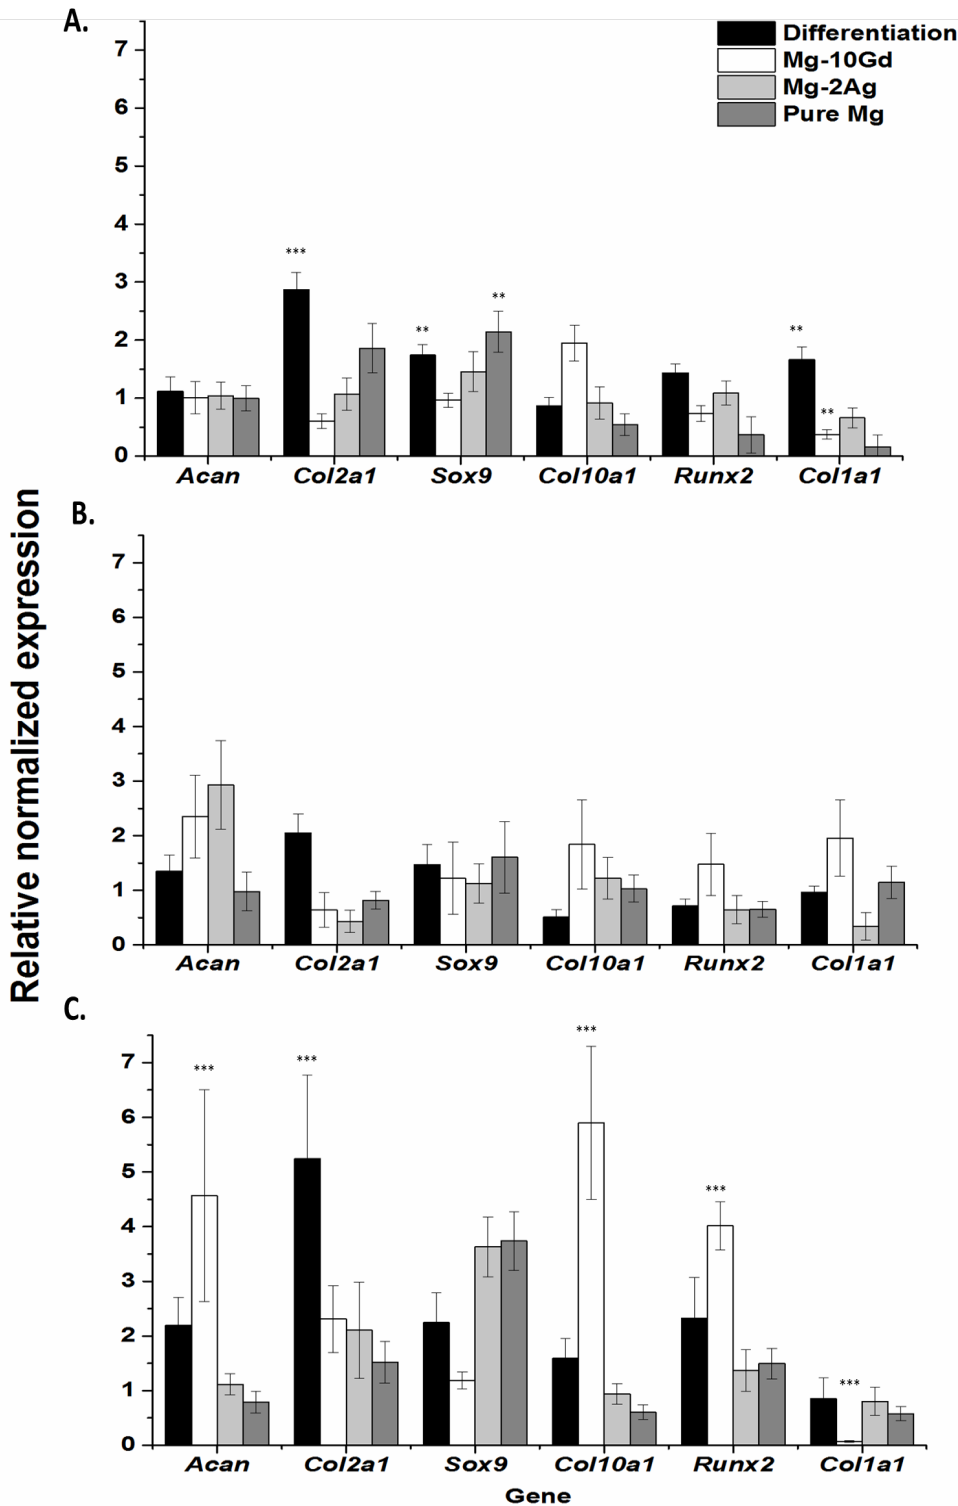 A.
Differentiation
Mg-10Gd
Mg-2Ag
Pure Mg
7
6
5
4
3
2
1
0
***
**
**
**
**
Acan Col2a1 Sox9 Col10a1 Runx2 Col1a1
Relative normalized expression
B.
7
6
5
4
3
2
1
0
Acan Col2a1 Sox9 Col10a1 Runx2 Col1a1
C.
7
6
5
4
3
2
1
0
***
***
***
***
***
Acan Col2a1 Sox9 Col10a1 Runx2 Col1a1
Gene